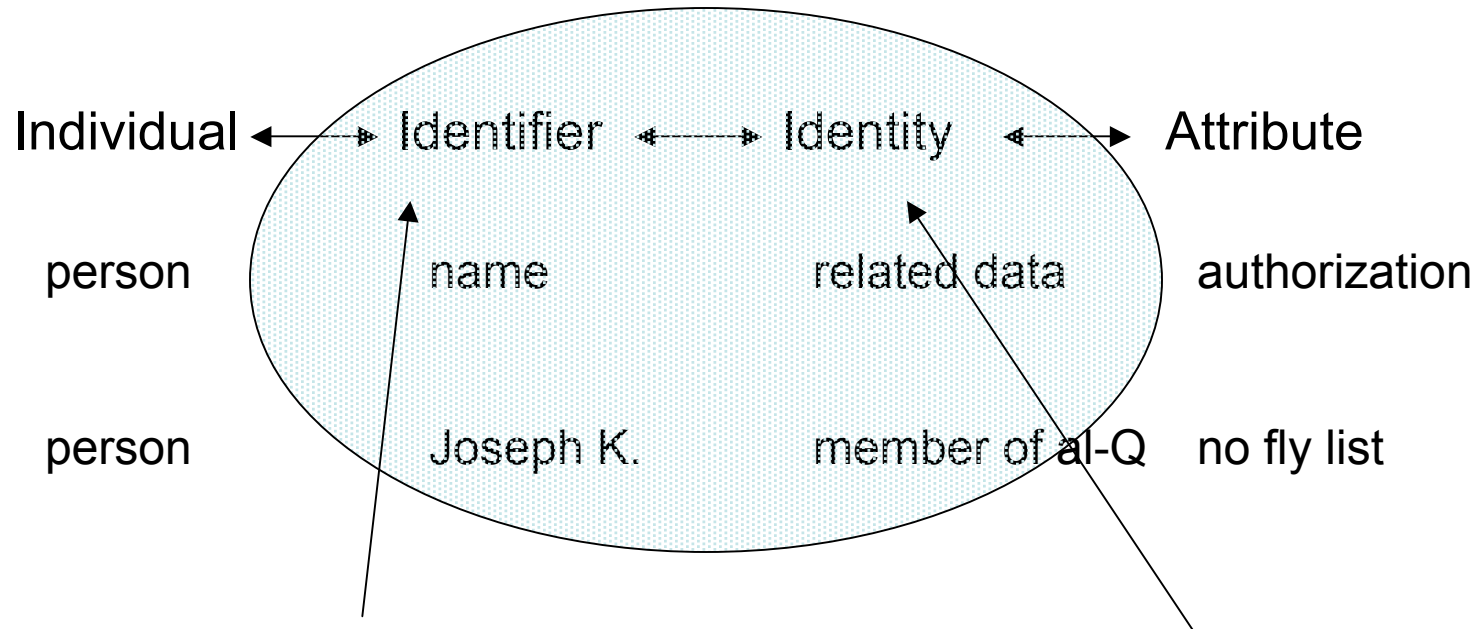 Individual Identifier Identity Attribute
person name related data authorization
person Joseph K. member of al-Q no fly list